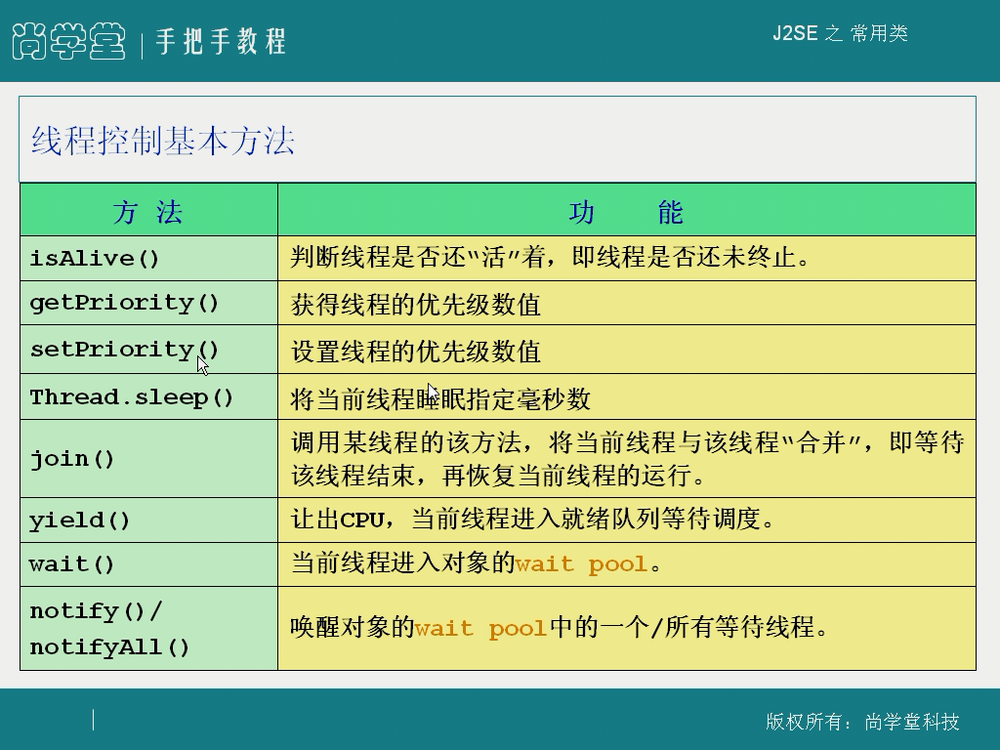 尚学堂 | 手把手教程
J2SE 之 常用类
线程控制基本方法
方 法
功 能
isAlive()
判断线程是否还“活”着，即线程是否还未终止。
getPriority()
获得线程的优先级数值
setPriority()
设置线程的优先级数值
Thread.sleep()
将当前线程睡眠指定毫秒数
join()
调用某线程的该方法，将当前线程与该线程“合并”，即等待
该线程结束，再恢复当前线程的运行。
yield()
让出CPU，当前线程进入就绪队列等待调度。
wait()
当前线程进入对象的wait pool。
notify()/
notifyAll()
唤醒对象的wait pool中的一个/所有等待线程。
版权所有：尚学堂科技